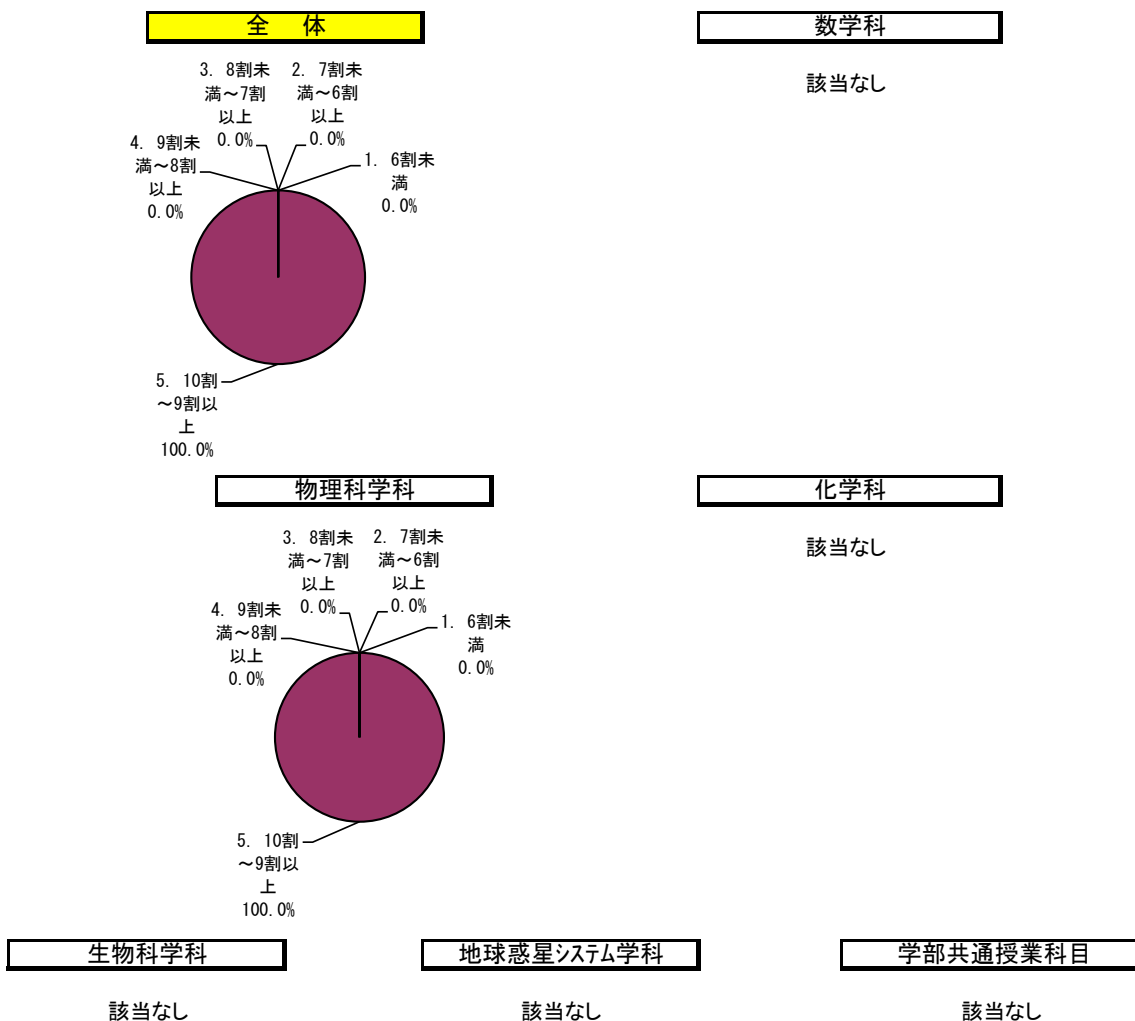 全　体
3. 8割未
満～7割
以上
0.0%
2. 7割未
満～6割
以上
0.0%
4. 9割未
満～8割
以上
0.0%
1. 6割未
満
0.0%
5. 10割
～9割以
上
100.0%
数学科
該当なし
物理科学科
3. 8割未
満～7割
以上
0.0%
2. 7割未
満～6割
以上
0.0%
4. 9割未
満～8割
以上
0.0%
1. 6割未
満
0.0%
5. 10割
～9割以
上
100.0%
化学科
該当なし
生物科学科
該当なし
地球惑星システム学科
該当なし
学部共通授業科目
該当なし